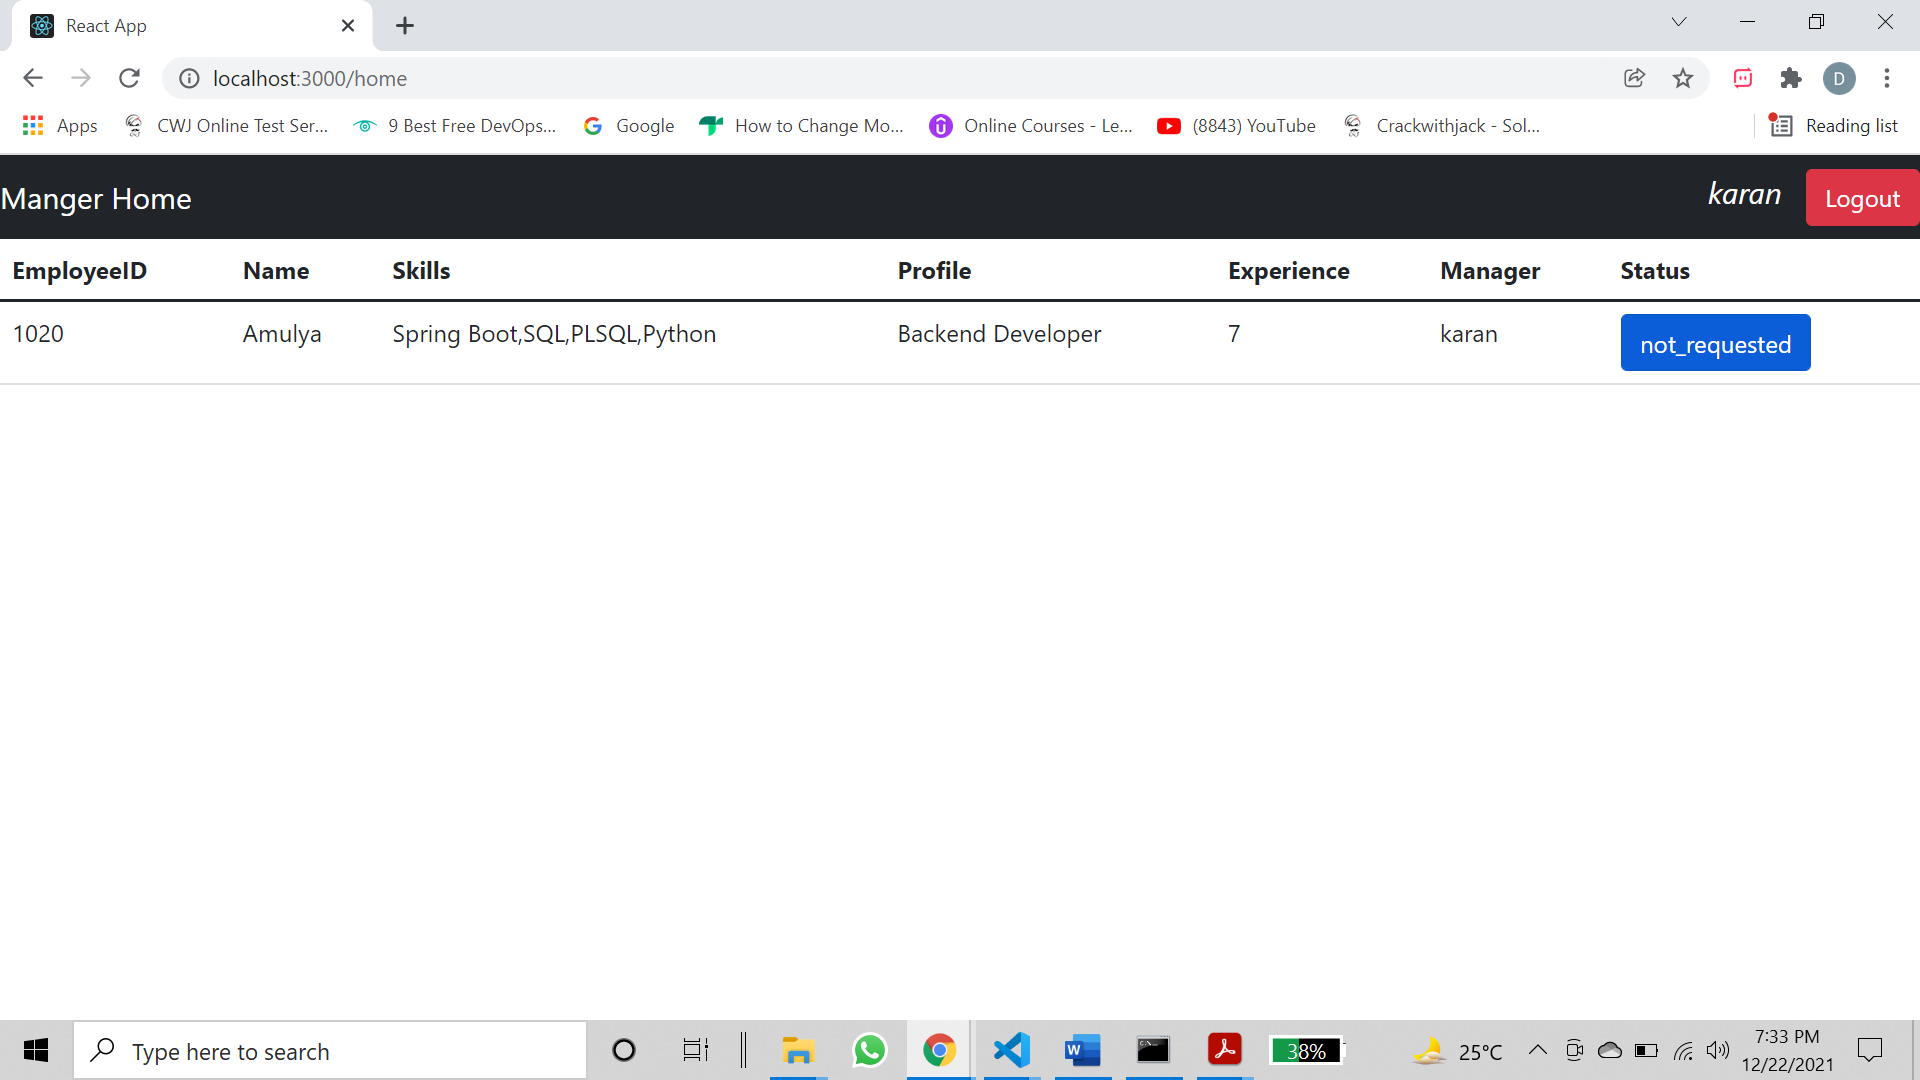 React App
localhost:3000/home
D
Apps CWJ Online Test Ser... 9 Best Free DevOps... Google How to Change Mo... Online Courses - Le... (8843) YouTube Crackwithjack - Sol... Reading list
Manger Home karan Logout
EmployeeID Name Skills Profile Experience Manager Status
1020 Amulya Spring Boot,SQL,PLSQL,Python Backend Developer 7 karan not_requested
Type here to search 38% 25°C 7:33 PM
12/22/2021